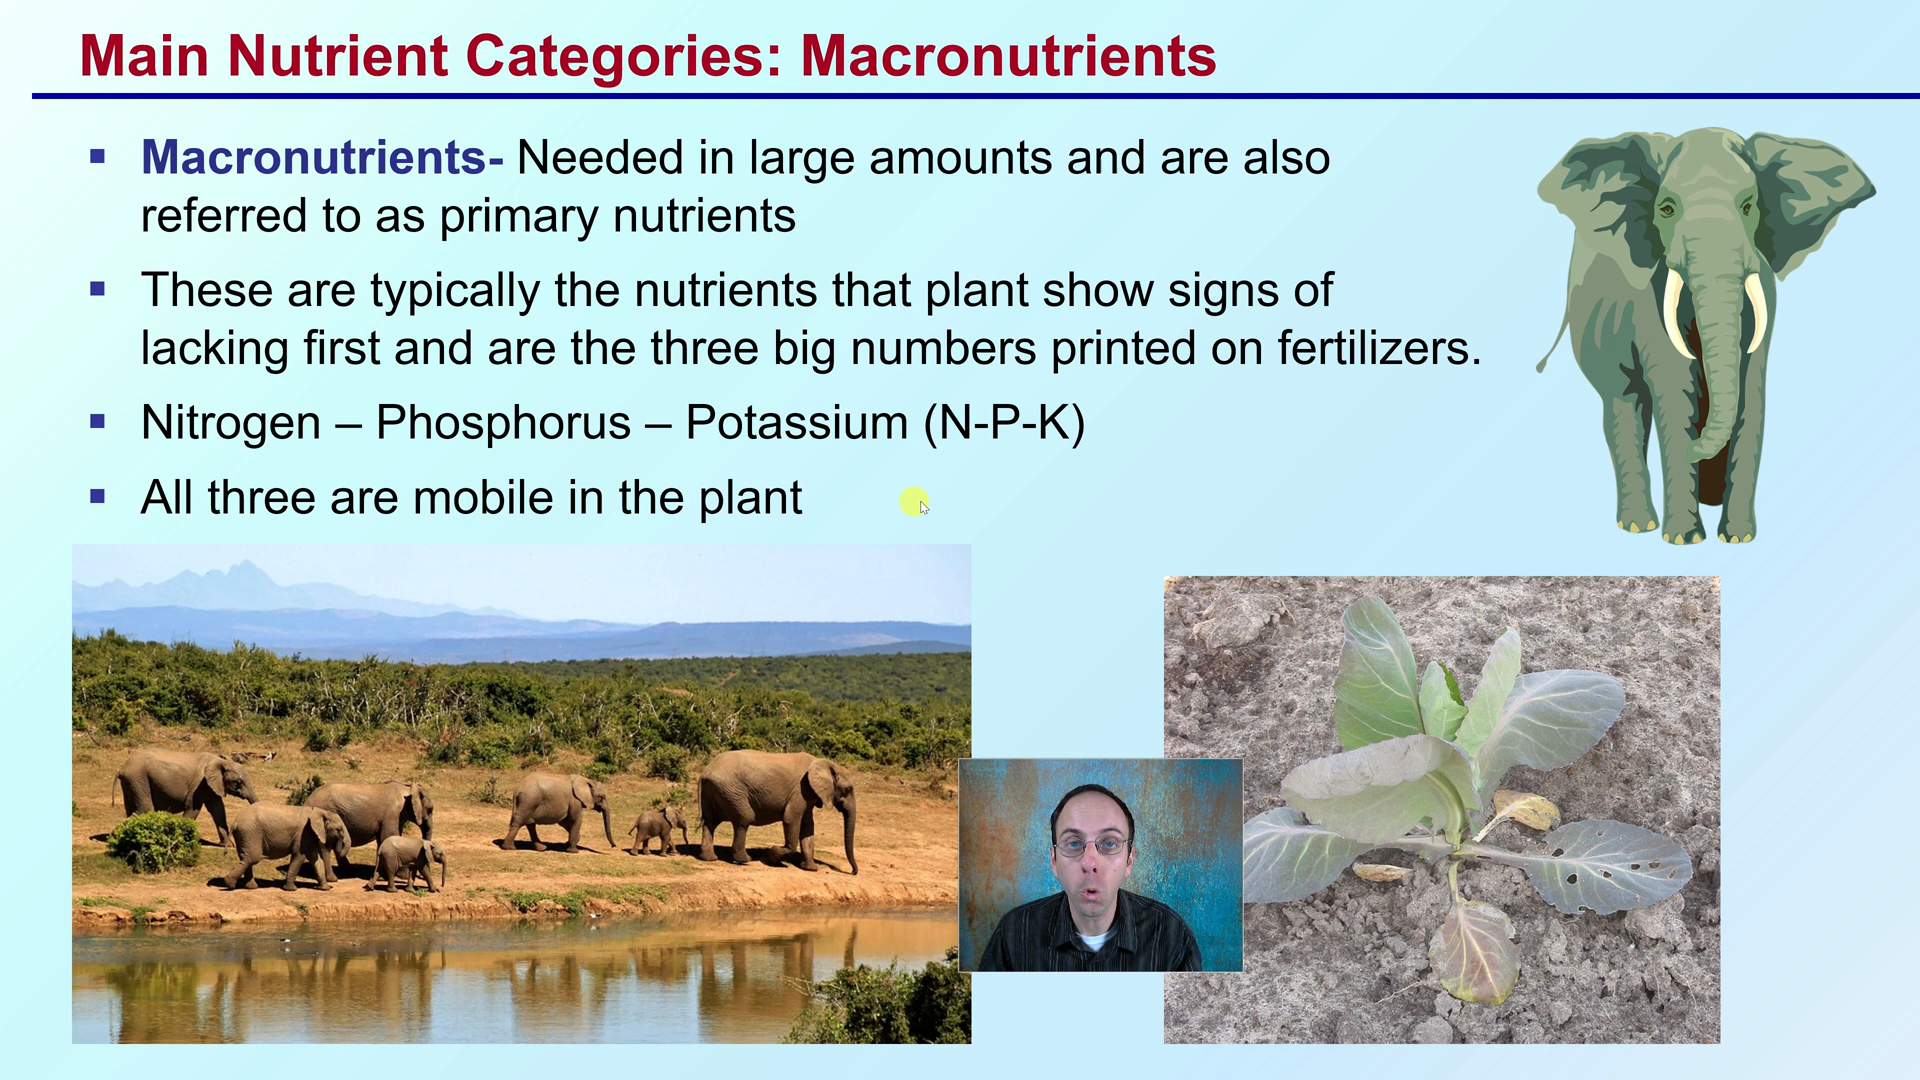 Main Nutrient Categories: Macronutrients
Macronutrients- Needed in large amounts and are also
referred to as primary nutrients
These are typically the nutrients that plant show signs of
lacking first and are the three big numbers printed on fertilizers.
Nitrogen – Phosphorus – Potassium (N-P-K)
All three are mobile in the plant